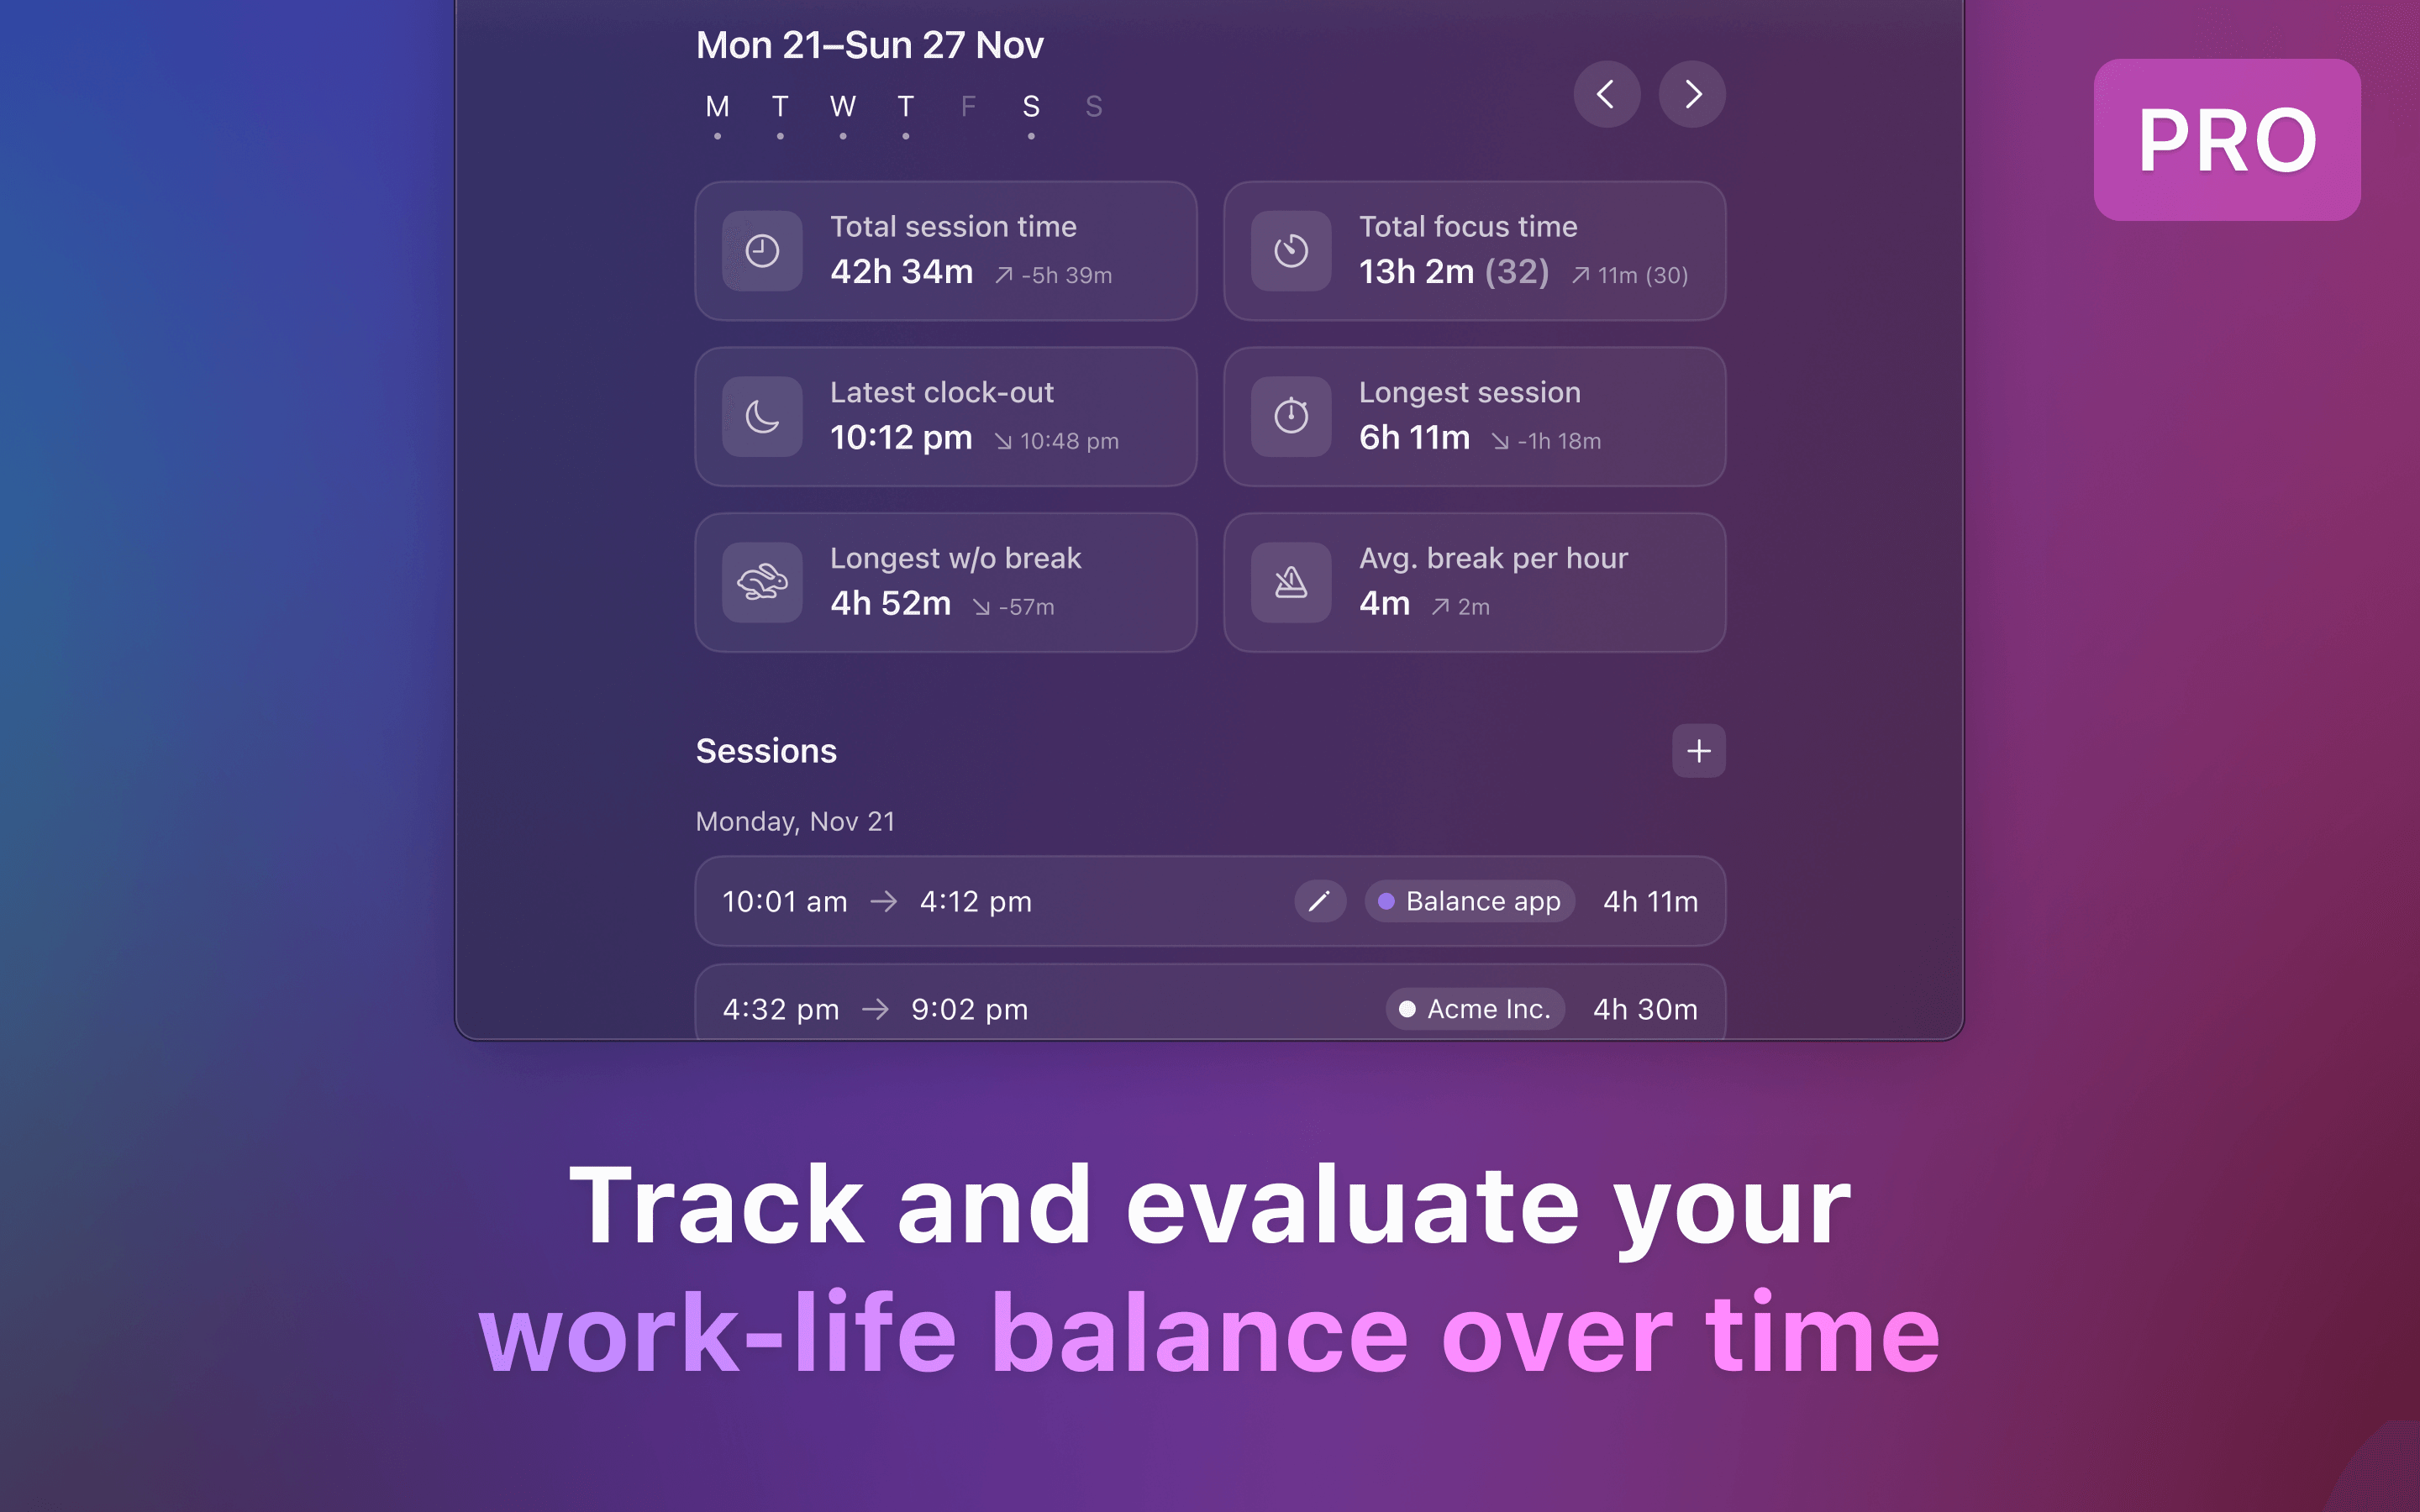 Mon 21–Sun 27 Nov
M T W T F S S
PRO
Total session time
42h 34m ↗ -5h 39m
Total focus time
13h 2m (32) ↗ 11m (30)
Latest clock-out
10:12 pm ↘ 10:48 pm
Longest session
6h 11m ↘ -1h 18m
Longest w/o break
4h 52m ↘ -57m
Avg. break per hour
4m ↗ 2m
Sessions
Monday, Nov 21
10:01 am → 4:12 pm Balance app 4h 11m
4:32 pm → 9:02 pm Acme Inc. 4h 30m
Track and evaluate your
work-life balance over time